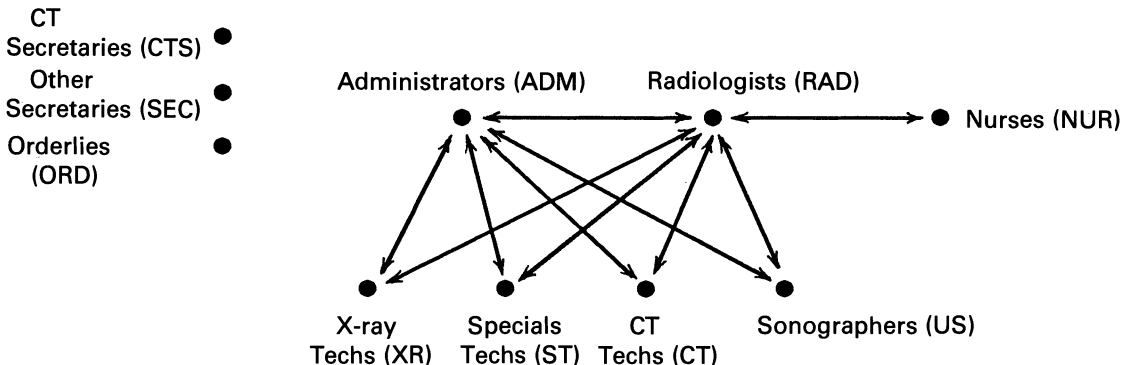 CT
Secretaries (CTS)
Other
Secretaries (SEC)
Orderlies
(ORD)
Administrators (ADM)
Radiologists (RAD)
Nurses (NUR)
X-ray
Techs (XR)
Specials
Techs (ST)
CT
Techs (CT)
Sonographers (US)